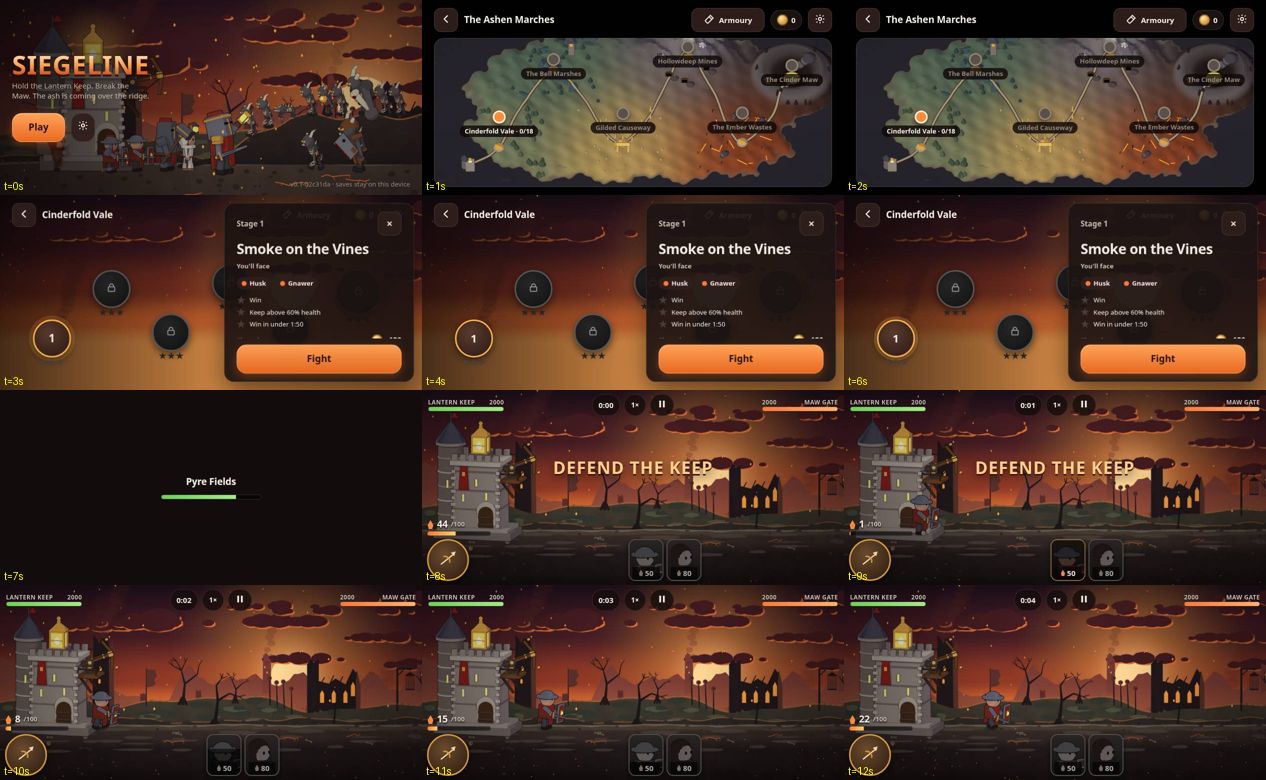 SIEGELINE
Hold the Lantern Keep. Break the
Maw. The ash is coming over the ridge.
Play
saves stay on this device
t=0s
The Ashen Marches
Armoury
0
The Bell Marshes
Hollowdeep Mines
The Cinder Maw
Cinderfold Vale · 0/18
Gilded Causeway
The Ember Wastes
t=1s
The Ashen Marches
Armoury
0
The Bell Marshes
Hollowdeep Mines
The Cinder Maw
Cinderfold Vale · 0/18
Gilded Causeway
The Ember Wastes
t=2s
Cinderfold Vale
Armoury
Stage 1
Smoke on the Vines
You'll face
Husk
Gnawer
Win
Keep above 60% health
Win in under 1:50
1
Fight
t=3s
Cinderfold Vale
Armoury
Stage 1
Smoke on the Vines
You'll face
Husk
Gnawer
Win
Keep above 60% health
Win in under 1:50
1
Fight
t=4s
Cinderfold Vale
Armoury
Stage 1
Smoke on the Vines
You'll face
Husk
Gnawer
Win
Keep above 60% health
Win in under 1:50
1
Fight
t=6s
Pyre Fields
t=7s
LANTERN KEEP 2000
0:00
1×
2000 MAW GATE
DEFEND THE KEEP
44 /100
50
80
t=8s
LANTERN KEEP 2000
0:01
1×
2000 MAW GATE
DEFEND THE KEEP
1 /100
50
80
t=9s
LANTERN KEEP 2000
0:02
1×
2000 MAW GATE
8 /100
50
80
t=10s
LANTERN KEEP 2000
0:03
1×
2000 MAW GATE
15 /100
50
80
t=11s
LANTERN KEEP 2000
0:04
1×
2000 MAW GATE
22 /100
50
80
t=12s